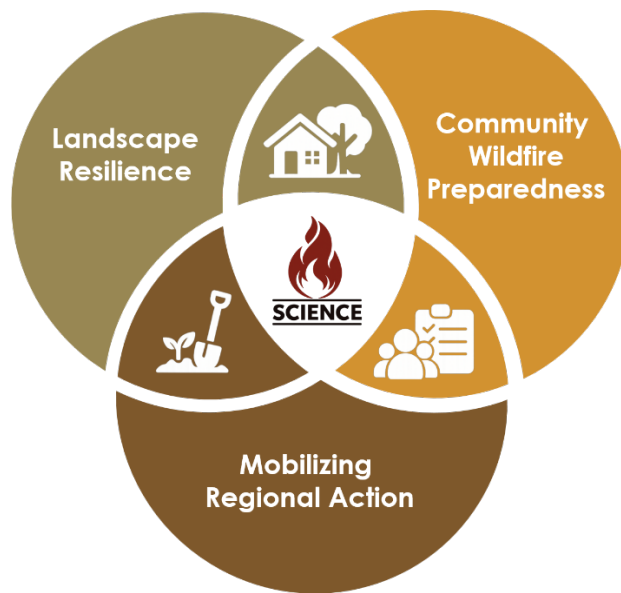 Landscape
Resilience
Community
Wildfire
Preparedness
SCIENCE
Mobilizing
Regional Action